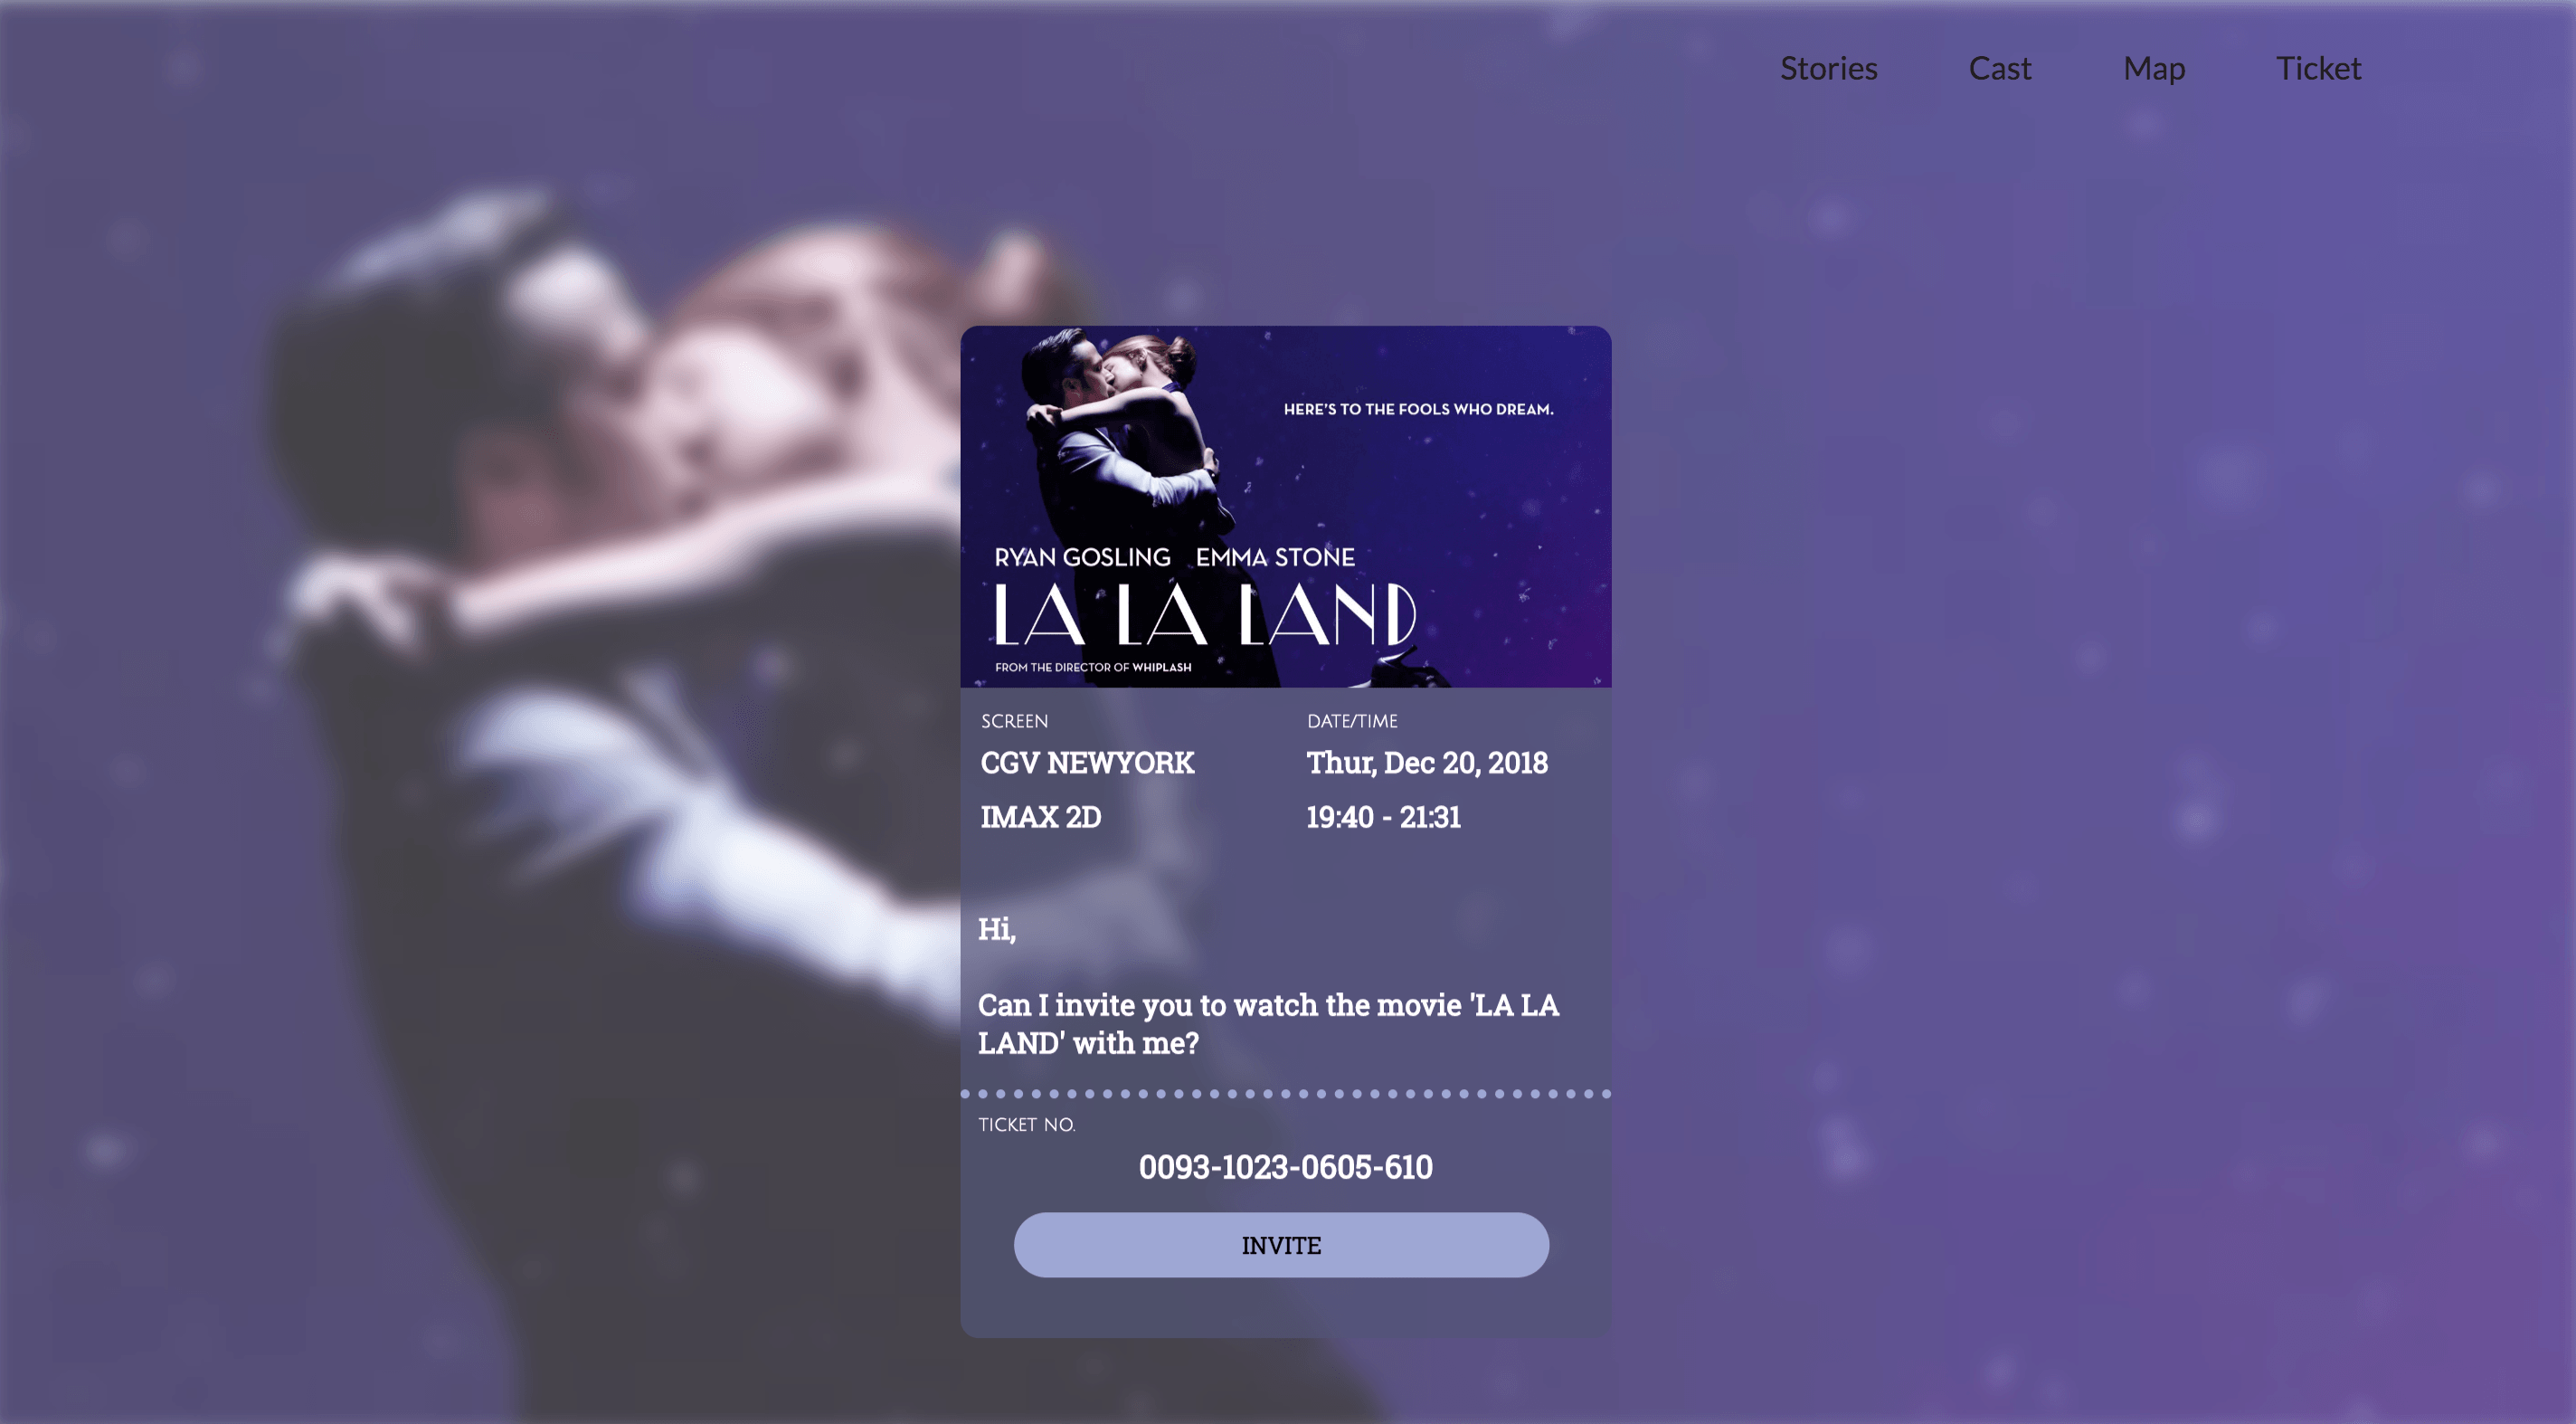 Stories Cast Map Ticket
HERE'S TO THE FOOLS WHO DREAM.
RYAN GOSLING EMMA STONE
LA LA LAND
FROM THE DIRECTOR OF WHIPLASH
SCREEN
CGV NEWYORK
IMAX 2D
DATE/TIME
Thur, Dec 20, 2018
19:40 - 21:31
Hi,
Can I invite you to watch the movie 'LA LA
LAND' with me?
TICKET NO.
0093-1023-0605-610
INVITE